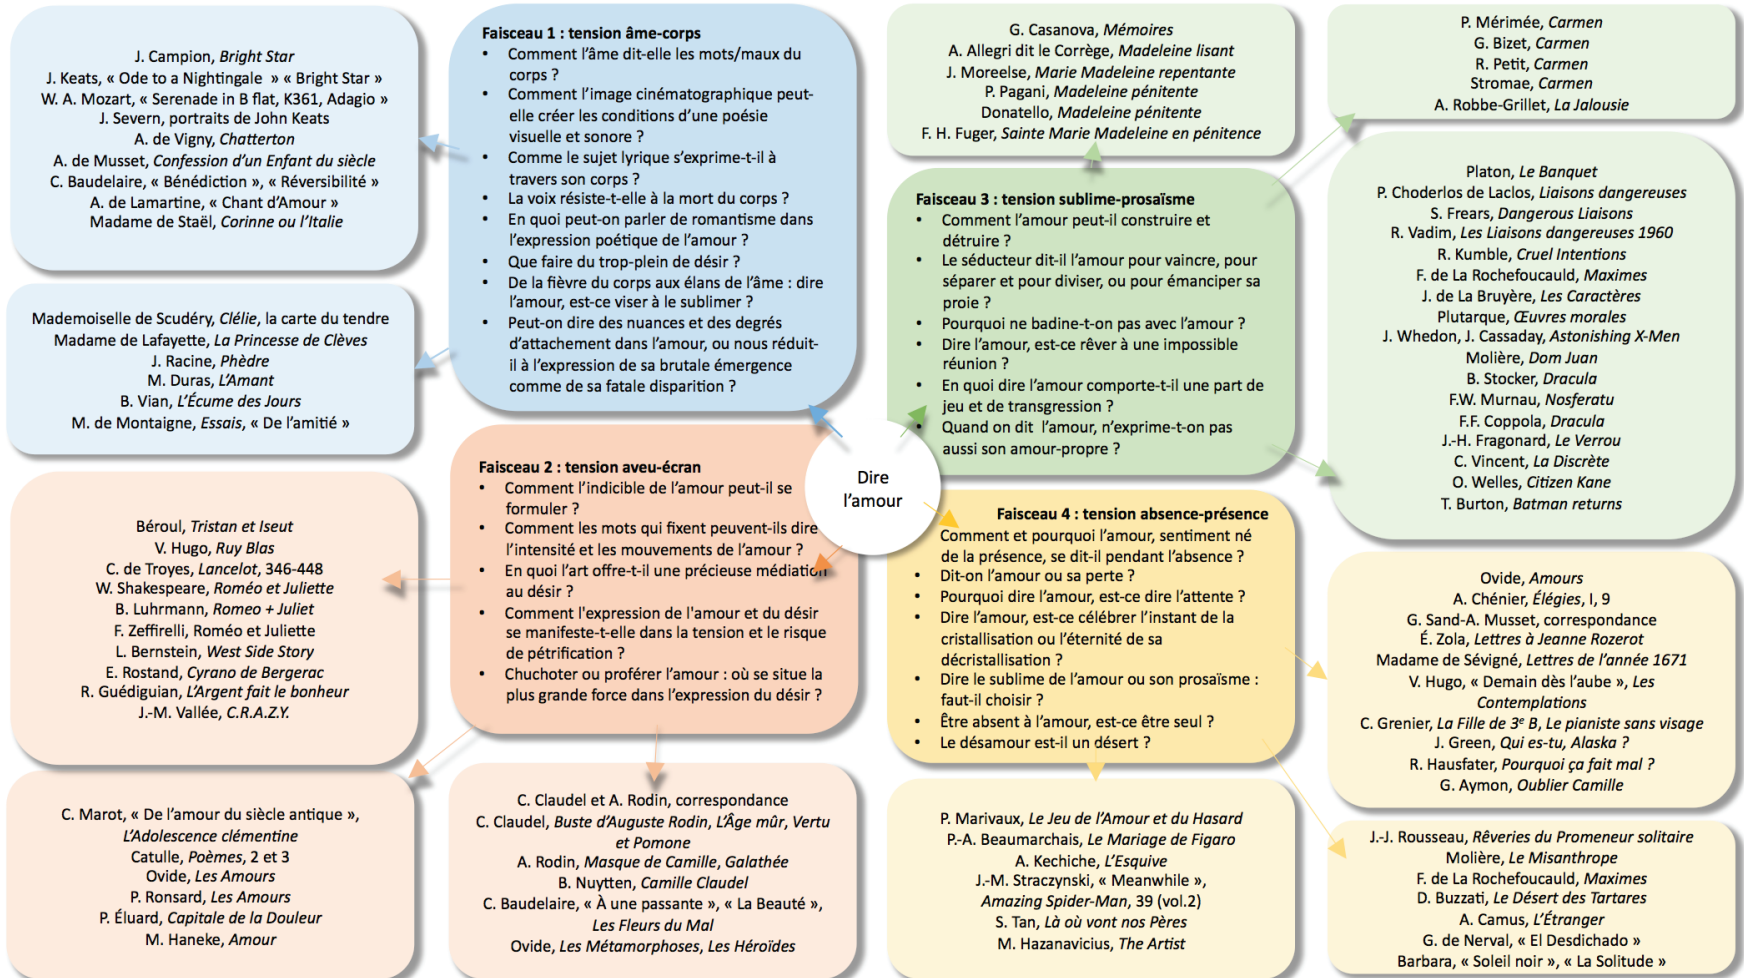 J. Campion, Bright Star
J. Keats, « Ode to a Nightingale » « Bright Star »
W. A. Mozart, « Serenade in B flat, K361, Adagio »
J. Severn, portraits de John Keats
A. de Vigny, Chatterton
A. de Musset, Confession d’un Enfant du siècle
C. Baudelaire, « Bénédiction », « Réversibilité »
A. de Lamartine, « Chant d’Amour »
Madame de Staël, Corinne ou l’Italie
Mademoiselle de Scudéry, Clélie, la carte du tendre
Madame de Lafayette, La Princesse de Clèves
J. Racine, Phèdre
M. Duras, L’Amant
B. Vian, L’Écume des Jours
M. de Montaigne, Essais, « De l’amitié »
Faisceau 1 : tension âme-corps
• Comment l’âme dit-elle les mots/maux du
corps ?
• Comment l’image cinématographique peut-
elle créer les conditions d’une poésie
visuelle et sonore ?
• Comme le sujet lyrique s’exprime-t-il à
travers son corps ?
• La voix résiste-t-elle à la mort du corps ?
• En quoi peut-on parler de romantisme dans
l’expression poétique de l’amour ?
• Que faire du trop-plein de désir ?
• De la fièvre du corps aux élans de l’âme : dire
l’amour, est-ce viser à le sublimer ?
• Peut-on dire des nuances et des degrés
d’attachement dans l’amour, ou nous réduit-
il à l’expression de sa brutale émergence
comme de sa fatale disparition ?
G. Casanova, Mémoires
A. Allegri dit le Corrège, Madeleine lisant
J. Moreelse, Marie Madeleine repentante
P. Pagani, Madeleine pénitente
Donatello, Madeleine pénitente
F. H. Fuger, Sainte Marie Madeleine en pénitence
P. Mérimée, Carmen
G. Bizet, Carmen
R. Petit, Carmen
Stromae, Carmen
A. Robbe-Grillet, La Jalousie
Faisceau 3 : tension sublime-prosaïsme
• Comment l’amour peut-il construire et
détruire ?
• Le séducteur dit-il l’amour pour vaincre, pour
séparer et pour diviser, ou pour émanciper sa
proie ?
• Pourquoi ne badine-t-on pas avec l’amour ?
• Dire l’amour, est-ce rêver à une impossible
réunion ?
• En quoi dire l’amour comporte-t-il une part de
jeu et de transgression ?
• Quand on dit l’amour, n’exprime-t-on pas
aussi son amour-propre ?
Platon, Le Banquet
P. Choderlos de Laclos, Liaisons dangereuses
S. Frears, Dangerous Liaisons
R. Vadim, Les Liaisons dangereuses 1960
R. Kumble, Cruel Intentions
F. de La Rochefoucauld, Maximes
J. de La Bruyère, Les Caractères
Plutarque, Œuvres morales
J. Whedon, J. Cassaday, Astonishing X-Men
Molière, Dom Juan
B. Stocker, Dracula
F.W. Murnau, Nosferatu
F.F. Coppola, Dracula
J.-H. Fragonard, Le Verrou
C. Vincent, La Discrète
O. Welles, Citizen Kane
T. Burton, Batman returns
Dire
l’amour
Faisceau 2 : tension aveu-écran
• Comment l’indicible de l’amour peut-il se
formuler ?
• Comment les mots qui fixent peuvent-ils dire
l’intensité et les mouvements de l’amour ?
• En quoi l’art offre-t-il une précieuse médiation
au désir ?
• Comment l'expression de l'amour et du désir
se manifeste-t-elle dans la tension et le risque
de pétrification ?
• Chuchoter ou proférer l’amour : où se situe la
plus grande force dans l’expression du désir ?
Béroul, Tristan et Iseut
V. Hugo, Ruy Blas
C. de Troyes, Lancelot, 346-448
W. Shakespeare, Roméo et Juliette
B. Luhrmann, Romeo + Juliet
F. Zeffirelli, Roméo et Juliette
L. Bernstein, West Side Story
E. Rostand, Cyrano de Bergerac
R. Guédiguian, L’Argent fait le bonheur
J.-M. Vallée, C.R.A.Z.Y.
C. Marot, « De l’amour du siècle antique »,
L’Adolescence clémentine
Catulle, Poèmes, 2 et 3
Ovide, Les Amours
P. Ronsard, Les Amours
P. Éluard, Capitale de la Douleur
M. Haneke, Amour
C. Claudel et A. Rodin, correspondance
C. Claudel, Buste d’Auguste Rodin, L’Âge mûr, Vertu
et Pomone
A. Rodin, Masque de Camille, Galathée
B. Nuytten, Camille Claudel
C. Baudelaire, « À une passante », « La Beauté »,
Les Fleurs du Mal
Ovide, Les Métamorphoses, Les Héroïdes
Faisceau 4 : tension absence-présence
Comment et pourquoi l’amour, sentiment né
de la présence, se dit-il pendant l’absence ?
• Dit-on l’amour ou sa perte ?
• Pourquoi dire l’amour, est-ce dire l’attente ?
• Dire l’amour, est-ce célébrer l’instant de la
cristallisation ou l’éternité de sa
décristallisation ?
• Dire le sublime de l’amour ou son prosaïsme :
faut-il choisir ?
• Être absent à l’amour, est-ce être seul ?
• Le désamour est-il un désert ?
Ovide, Amours
A. Chénier, Élégies, I, 9
G. Sand-A. Musset, correspondance
É. Zola, Lettres à Jeanne Rozerot
Madame de Sévigné, Lettres de l’année 1671
V. Hugo, « Demain dès l’aube », Les
Contemplations
C. Grenier, La Fille de 3e B, Le pianiste sans visage
J. Green, Qui es-tu, Alaska ?
R. Hausfater, Pourquoi ça fait mal ?
G. Aymon, Oublier Camille
P. Marivaux, Le Jeu de l’Amour et du Hasard
P.-A. Beaumarchais, Le Mariage de Figaro
A. Kechiche, L’Esquive
J.-M. Straczynski, « Meanwhile »,
Amazing Spider-Man, 39 (vol.2)
S. Tan, Là où vont nos Pères
M. Hazanavicius, The Artist
J.-J. Rousseau, Rêveries du Promeneur solitaire
Molière, Le Misanthrope
F. de La Rochefoucauld, Maximes
D. Buzzati, Le Désert des Tartares
A. Camus, L’Étranger
G. de Nerval, « El Desdichado »
Barbara, « Soleil noir », « La Solitude »